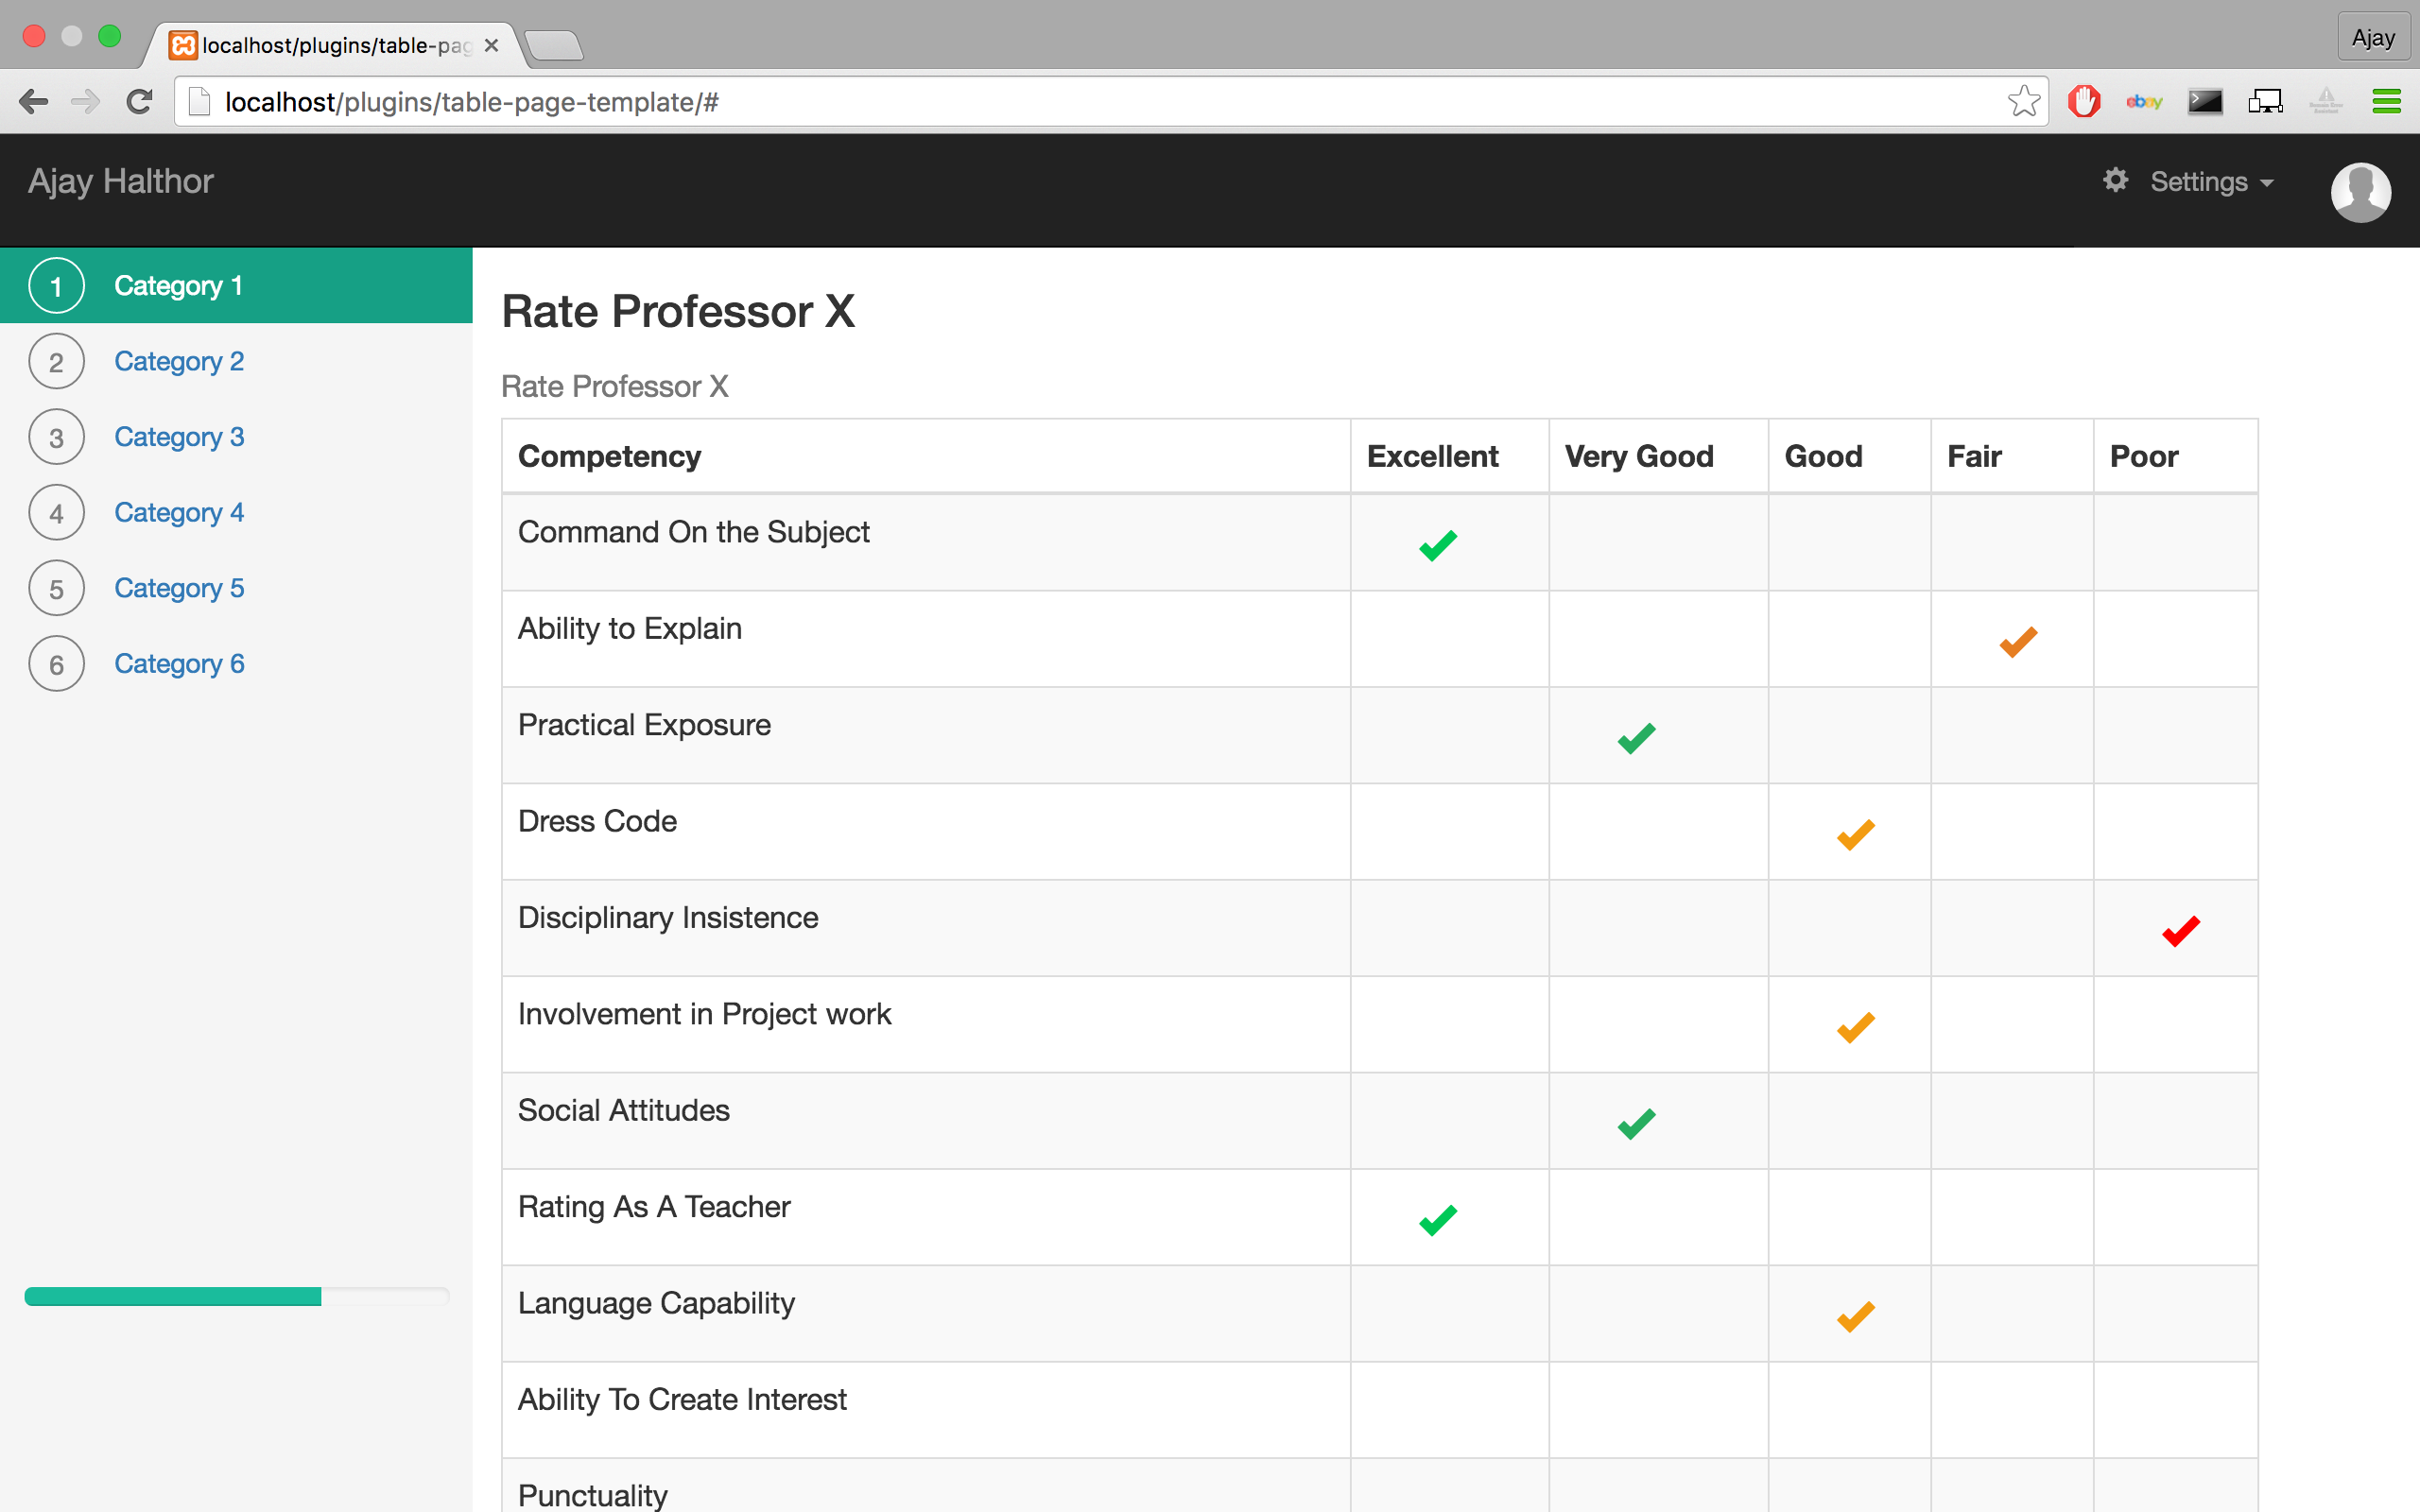 localhost/plugins/table-pag
Ajay
localhost/plugins/table-page-template/#
ebay
Ajay Halthor
Settings
1 Category 1
2 Category 2
3 Category 3
4 Category 4
5 Category 5
6 Category 6
Rate Professor X
Rate Professor X
Competency Excellent Very Good Good Fair Poor
Command On the Subject
Ability to Explain
Practical Exposure
Dress Code
Disciplinary Insistence
Involvement in Project work
Social Attitudes
Rating As A Teacher
Language Capability
Ability To Create Interest
Punctuality